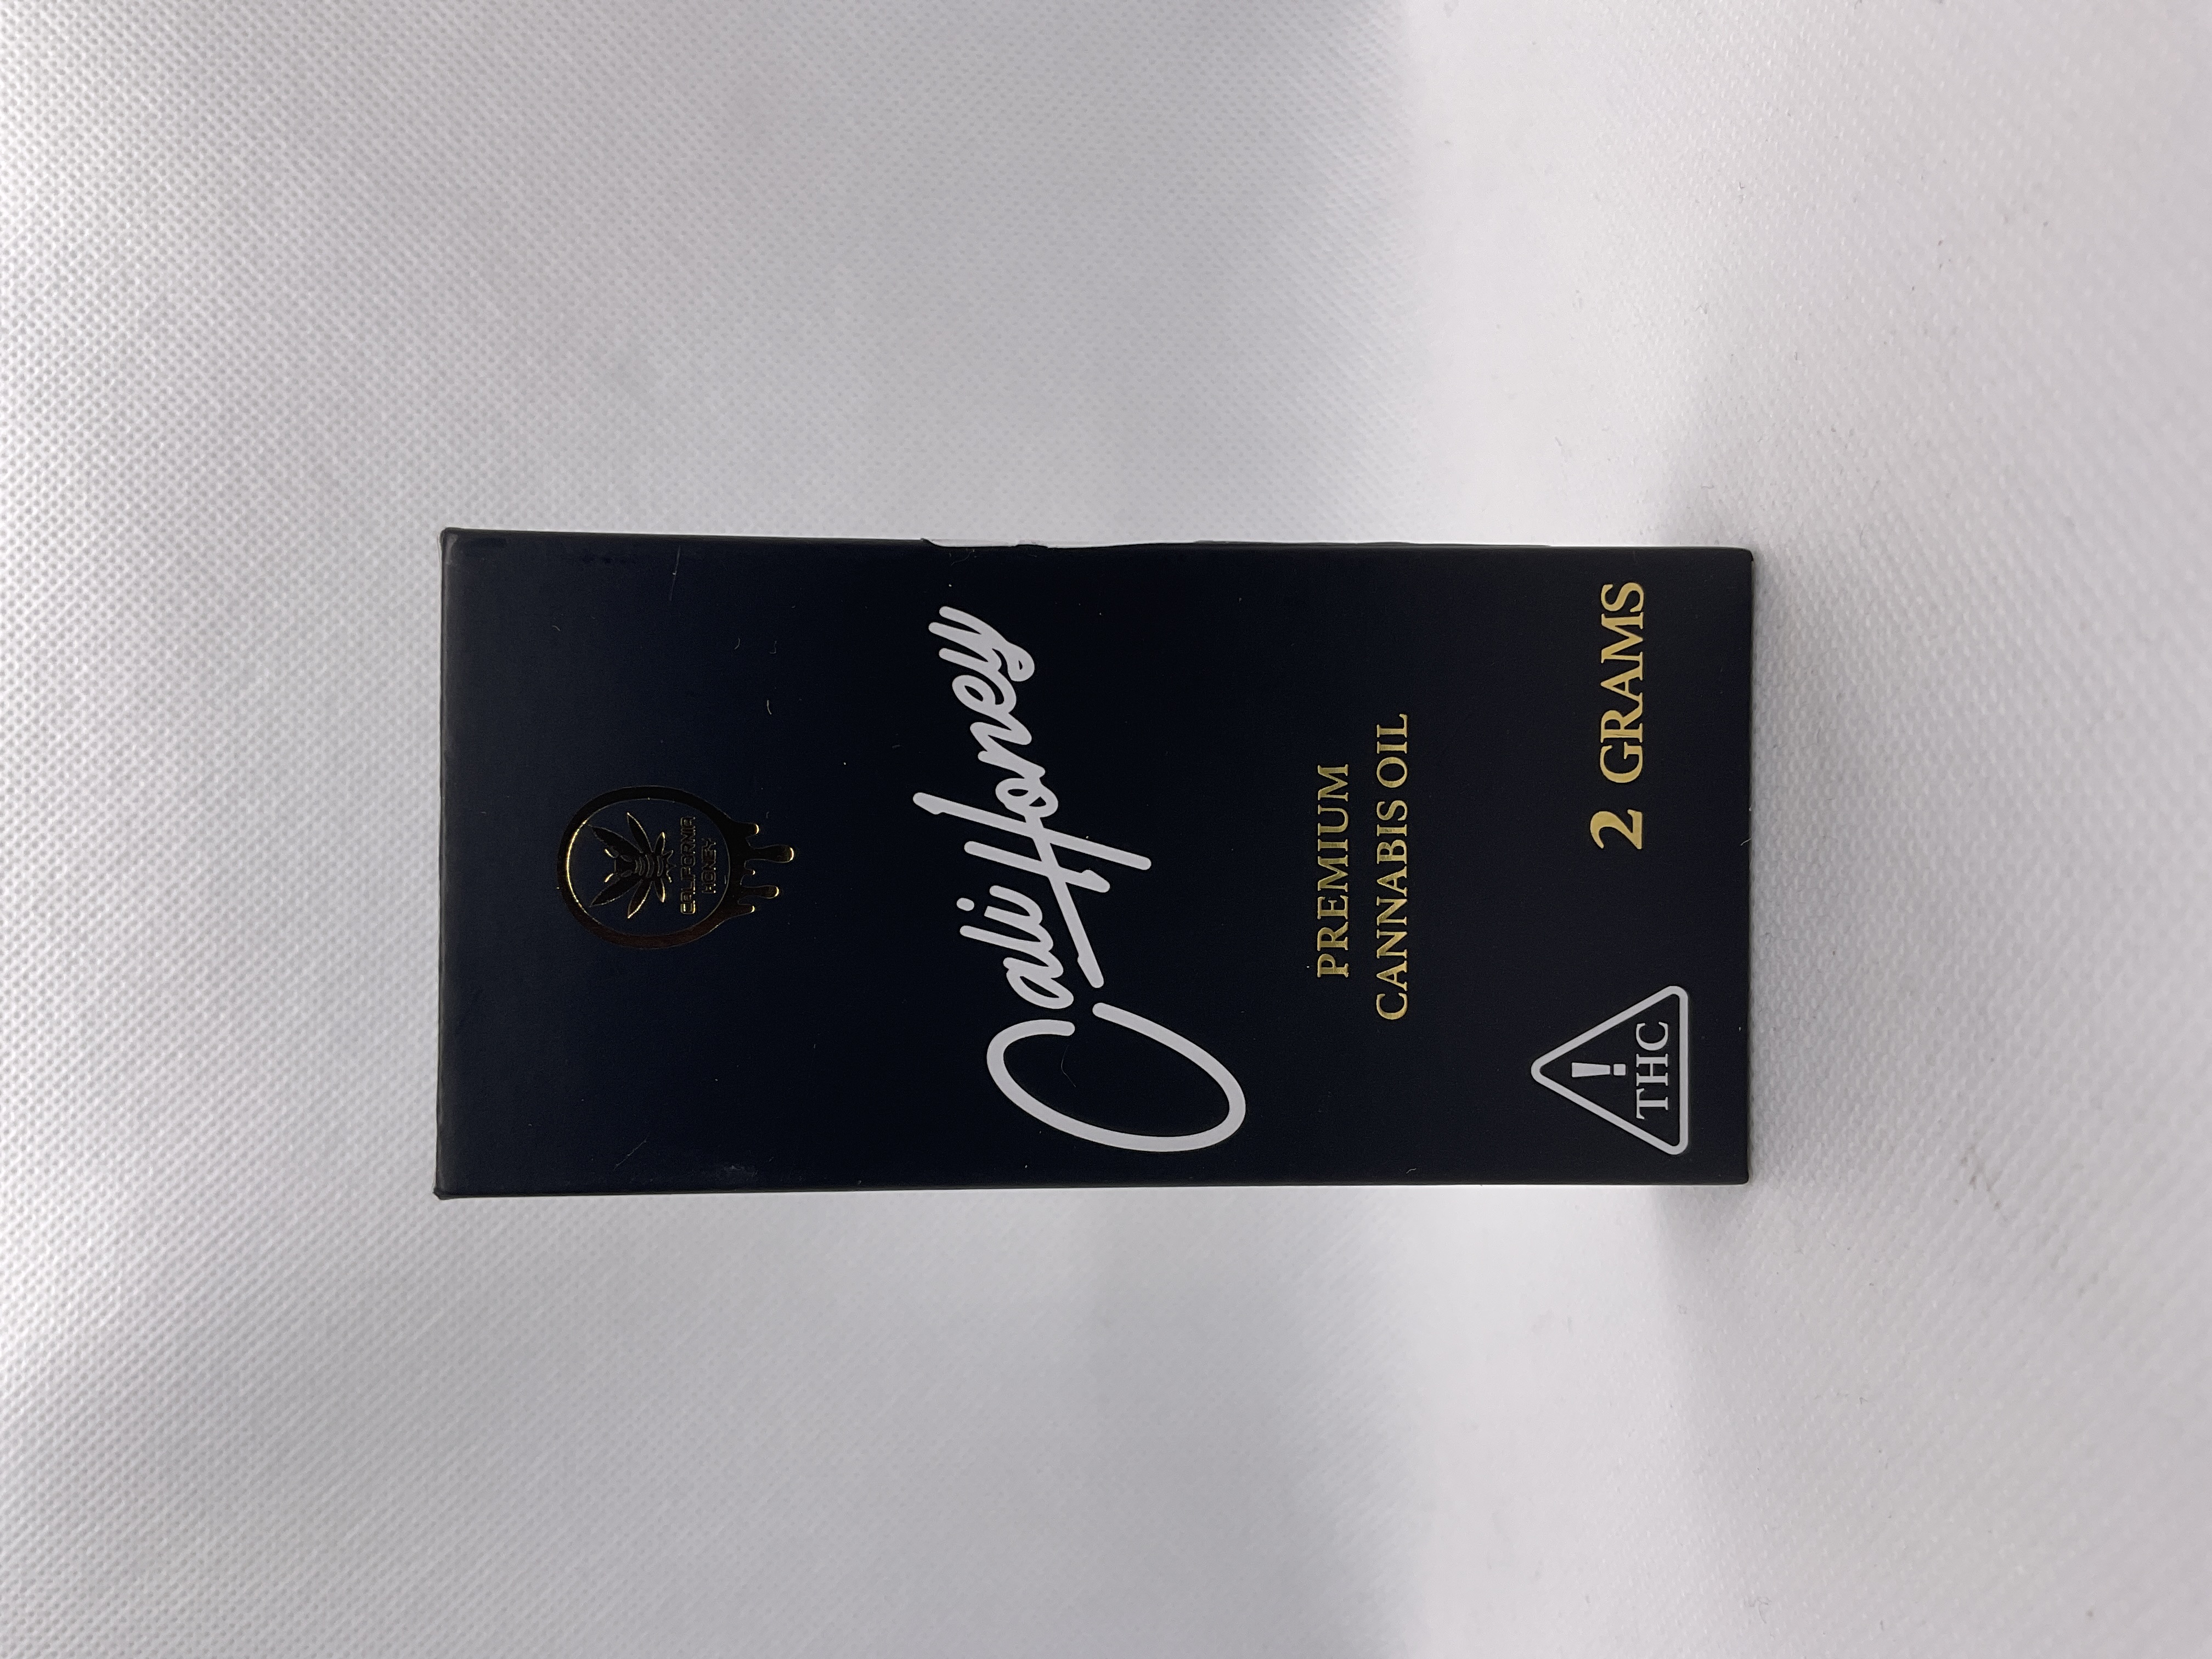 CALIFORNIA
HONEY
Cali Honey
PREMIUM
CANNABIS OIL
!
THC
2 GRAMS